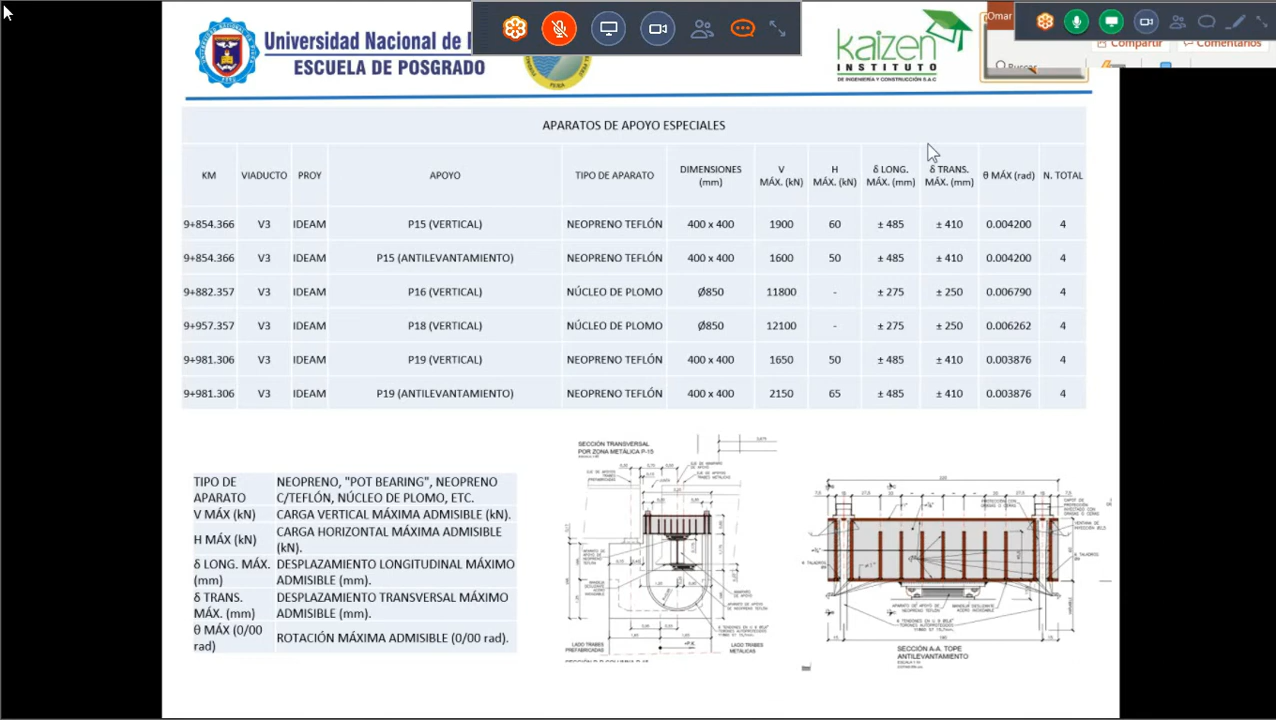 Universidad Nacional de
ESCUELA DE POSGRADO
kaizen
INSTITUTO
DE INGENIERÍA Y CONSTRUCCIÓN S.A.C
Omar
Compartir
Comentarios
Buscar
APARATOS DE APOYO ESPECIALES
KM VIADUCTO PROY APOYO TIPO DE APARATO DIMENSIONES (mm) V MÁX. (kN) H MÁX. (kN) δ LONG. MÁX. (mm) δ TRANS. MÁX. (mm) θ MÁX (rad) N. TOTAL
9+854.366 V3 IDEAM P15 (VERTICAL) NEOPRENO TEFLÓN 400 x 400 1900 60 ± 485 ± 410 0.004200 4
9+854.366 V3 IDEAM P15 (ANTILEVANTAMIENTO) NEOPRENO TEFLÓN 400 x 400 1600 50 ± 485 ± 410 0.004200 4
9+882.357 V3 IDEAM P16 (VERTICAL) NÚCLEO DE PLOMO Ø850 11800 - ± 275 ± 250 0.006790 4
9+957.357 V3 IDEAM P18 (VERTICAL) NÚCLEO DE PLOMO Ø850 12100 - ± 275 ± 250 0.006262 4
9+981.306 V3 IDEAM P19 (VERTICAL) NEOPRENO TEFLÓN 400 x 400 1650 50 ± 485 ± 410 0.003876 4
9+981.306 V3 IDEAM P19 (ANTILEVANTAMIENTO) NEOPRENO TEFLÓN 400 x 400 2150 65 ± 485 ± 410 0.003876 4
TIPO DE APARATO NEOPRENO, "POT BEARING", NEOPRENO C/TEFLÓN, NÚCLEO DE PLOMO, ETC.
V MÁX (kN) CARGA VERTICAL MÁXIMA ADMISIBLE (kN).
H MÁX (kN) CARGA HORIZONTAL MÁXIMA ADMISIBLE (kN).
δ LONG. MÁX. (mm) DESPLAZAMIENTO LONGITUDINAL MÁXIMO ADMISIBLE (mm).
δ TRANS. MÁX. (mm) DESPLAZAMIENTO TRANSVERSAL MÁXIMO ADMISIBLE (mm).
MÁX (0/00 rad) ROTACIÓN MÁXIMA ADMISIBLE (0/30 rad).
SECCIÓN TRANSVERSAL
POR ZONA METÁLICA P-15
LADO TRABES
PREFABRICADAS
LADO TRABES
METALICAS
SECCIÓN A-A. TOPE
ANTILEVANTAMIENTO